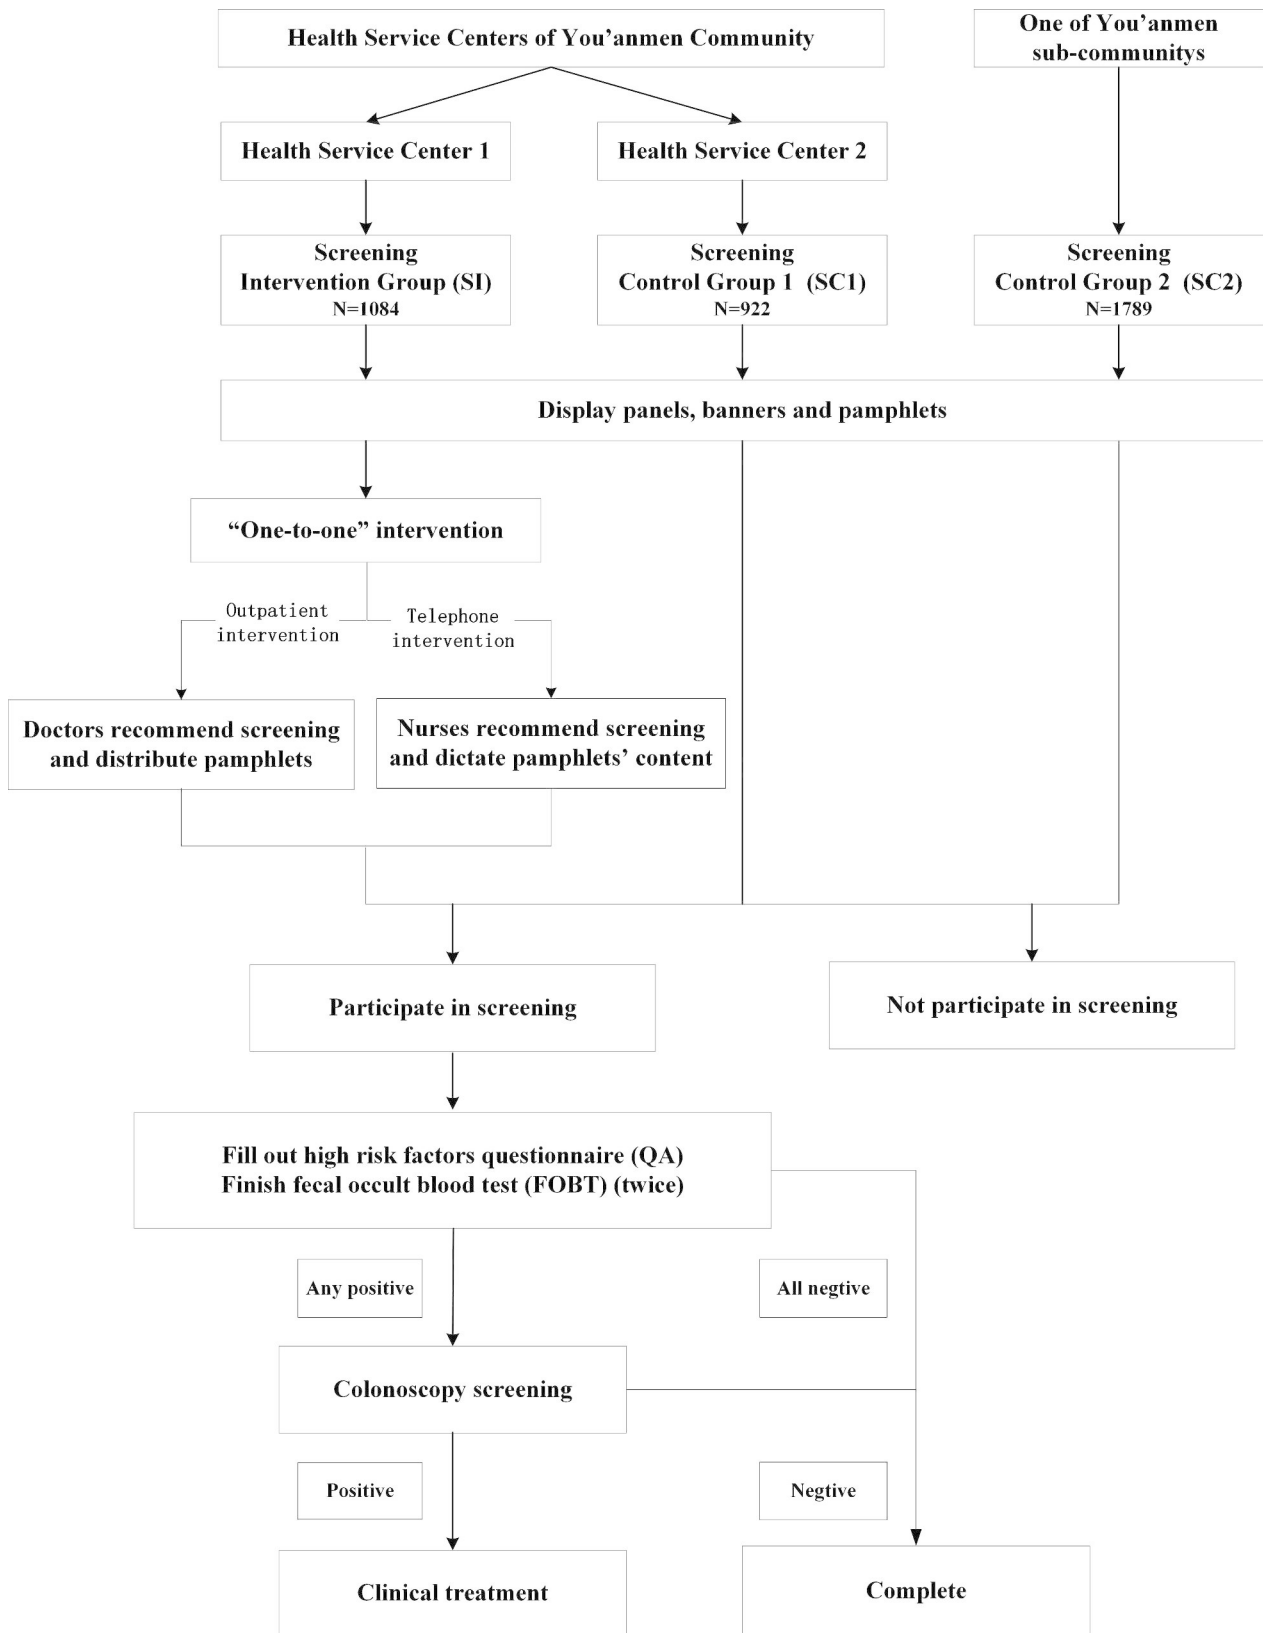 Health Service Centers of You’anmen Community
One of You’anmen
sub-communitys
Health Service Center 1
Health Service Center 2
Screening
Intervention Group (SI)
N=1084
Screening
Control Group 1 (SC1)
N=922
Screening
Control Group 2 (SC2)
N=1789
Display panels, banners and pamphlets
“One-to-one” intervention
Outpatient
intervention
Telephone
intervention
Doctors recommend screening
and distribute pamphlets
Nurses recommend screening
and dictate pamphlets’ content
Participate in screening
Not participate in screening
Fill out high risk factors questionnaire (QA)
Finish fecal occult blood test (FOBT) (twice)
Any positive
All negtive
Colonoscopy screening
Positive
Negtive
Clinical treatment
Complete